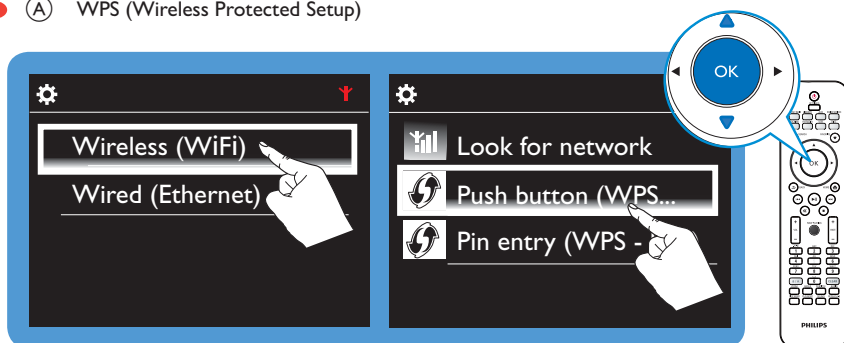 A WPS (Wireless Protected Setup)
Wireless (WiFi)
Wired (Ethernet)
Look for network
Push button (WPS...
Pin entry (WPS -
OK
OK
PHILIPS